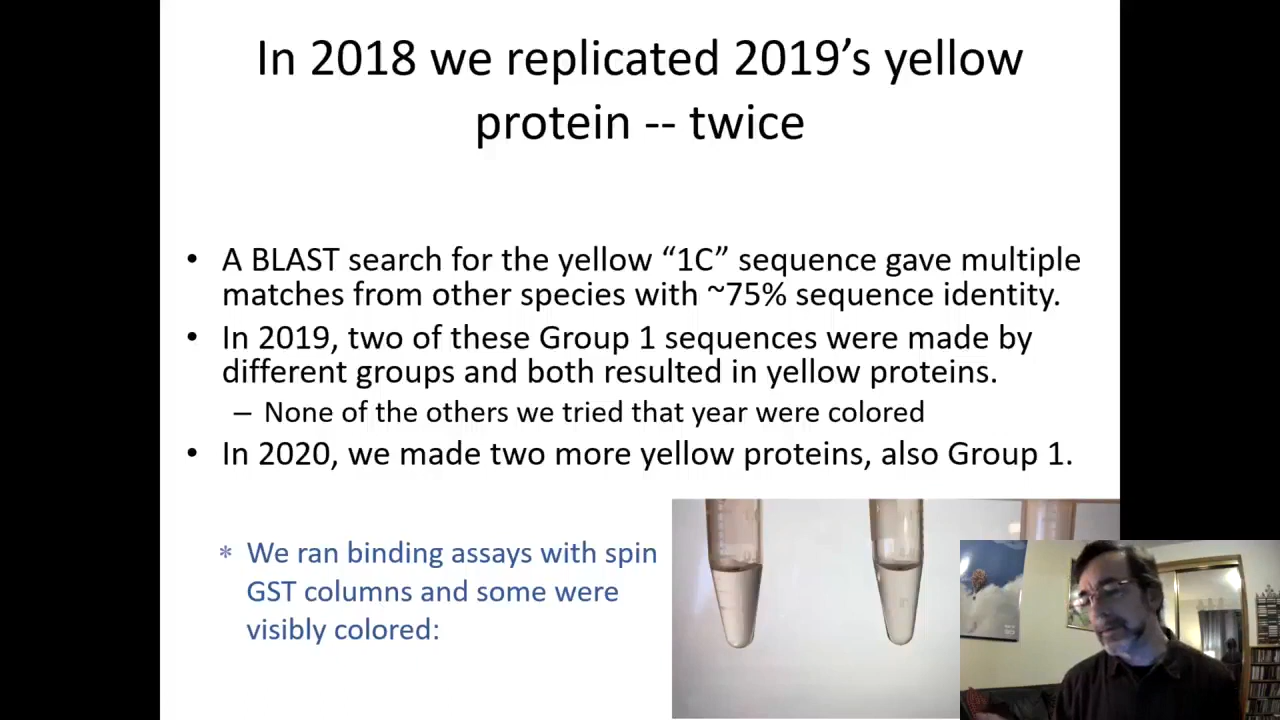 In 2018 we replicated 2019’s yellow
protein -- twice
• A BLAST search for the yellow “1C” sequence gave multiple
matches from other species with ~75% sequence identity.
• In 2019, two of these Group 1 sequences were made by
different groups and both resulted in yellow proteins.
– None of the others we tried that year were colored
• In 2020, we made two more yellow proteins, also Group 1.
* We ran binding assays with spin
GST columns and some were
visibly colored: